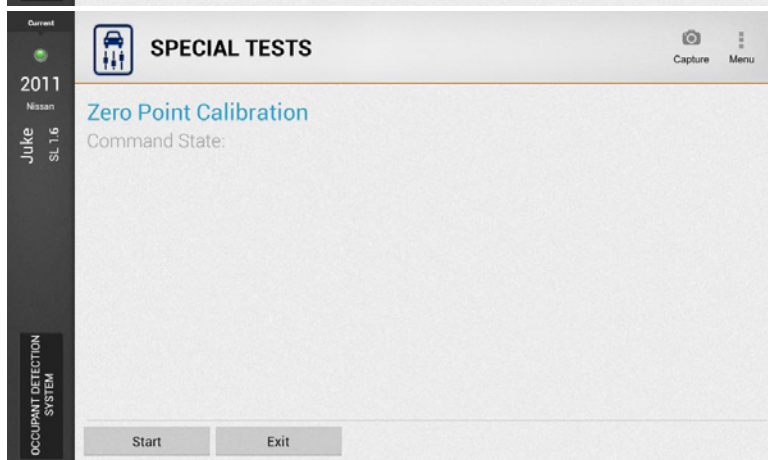 Current
SPECIAL TESTS
Capture
Menu
2011
Nissan
Juke
SL 1.6
Zero Point Calibration
Command State:
OCCUPANT DETECTION
SYSTEM
Start
Exit